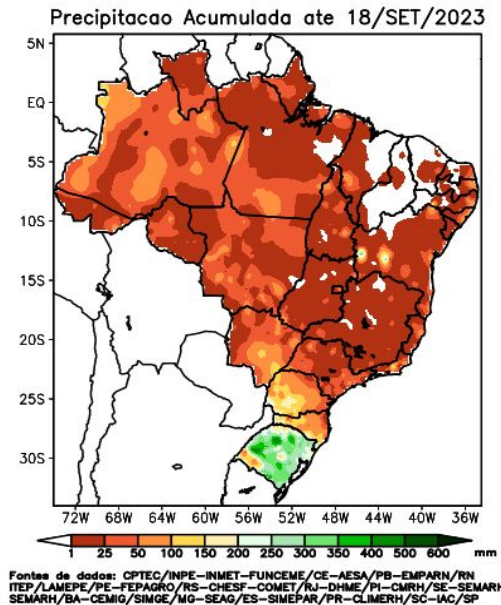 Precipitacao Acumulada ate 18/SET/2023
5N
EQ
5S
10S
15S
20S
25S
30S
72W 68W 64W 60W 56W 52W 48W 44W 40W 36W
1 25 50 100 150 200 250 300 350 400 500 600 mm
Fontes de dados: CPTEC/INPE-INMET-FUNCEME/CE-AESA/PB-EMPARN/RN
ITEP/LAMEPE/PE-FEPAGRO/RS-CHESF-COMET/RJ-DHME/PI-CMRH/SE-SEMARH
SEMARH/BA-CEMIG/SIMGE/MG-SEAG/ES-SIMEPAR/PR-CLIMERH/SC-IAC/SP